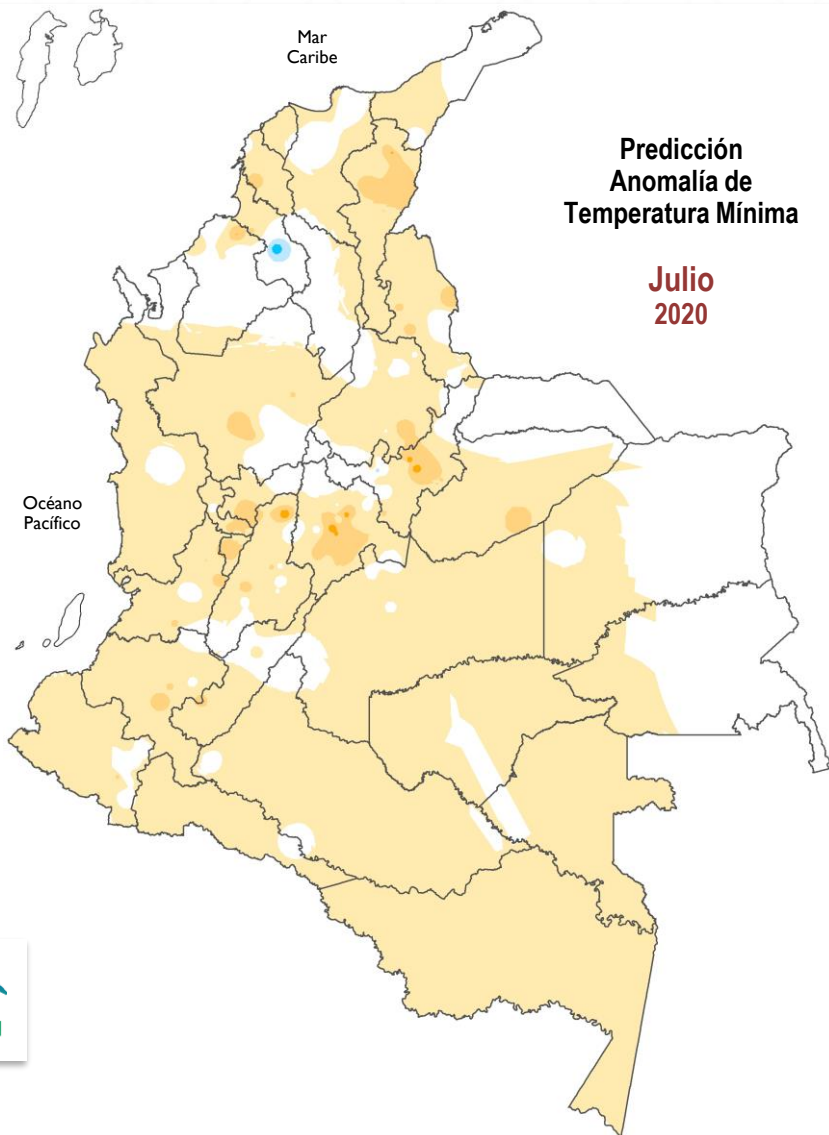 Mar
Caribe
Predicción
Anomalía de
Temperatura Mínima
Julio
2020
Océano
Pacífico